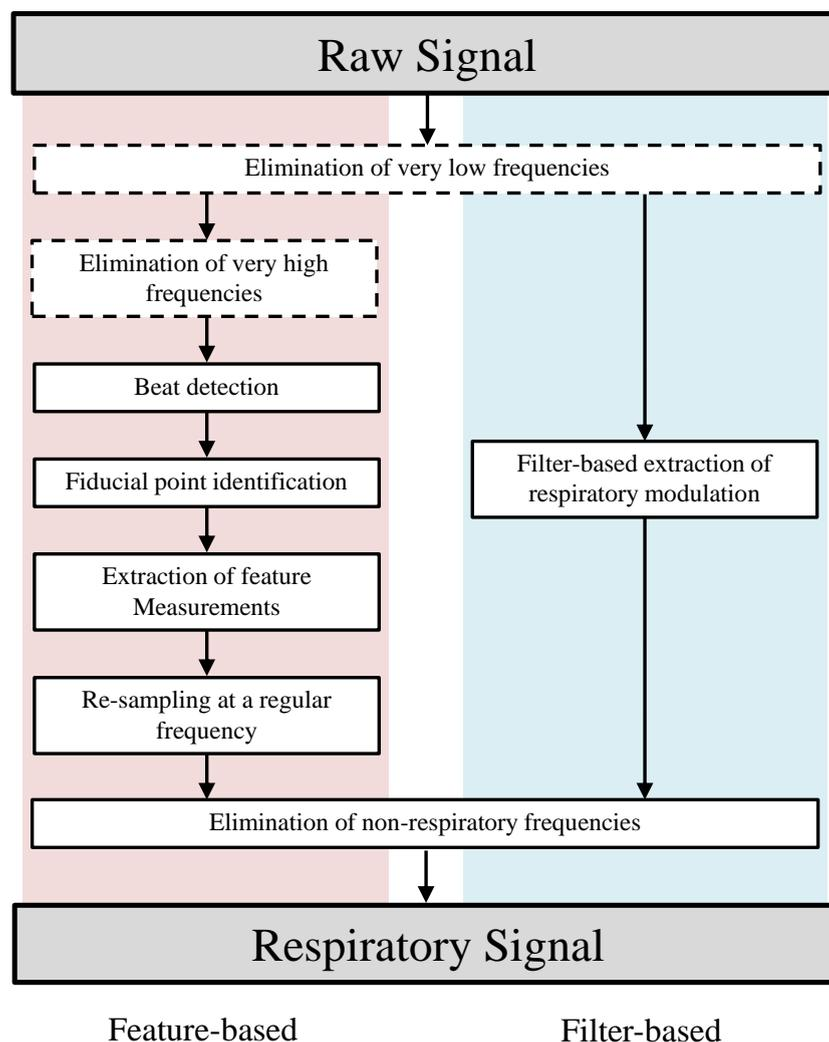 Raw Signal
Elimination of very low frequencies
Elimination of very high
frequencies
Beat detection
Fiducial point identification
Extraction of feature
Measurements
Re-sampling at a regular
frequency
Filter-based extraction of
respiratory modulation
Elimination of non-respiratory frequencies
Respiratory Signal
Feature-based
Filter-based